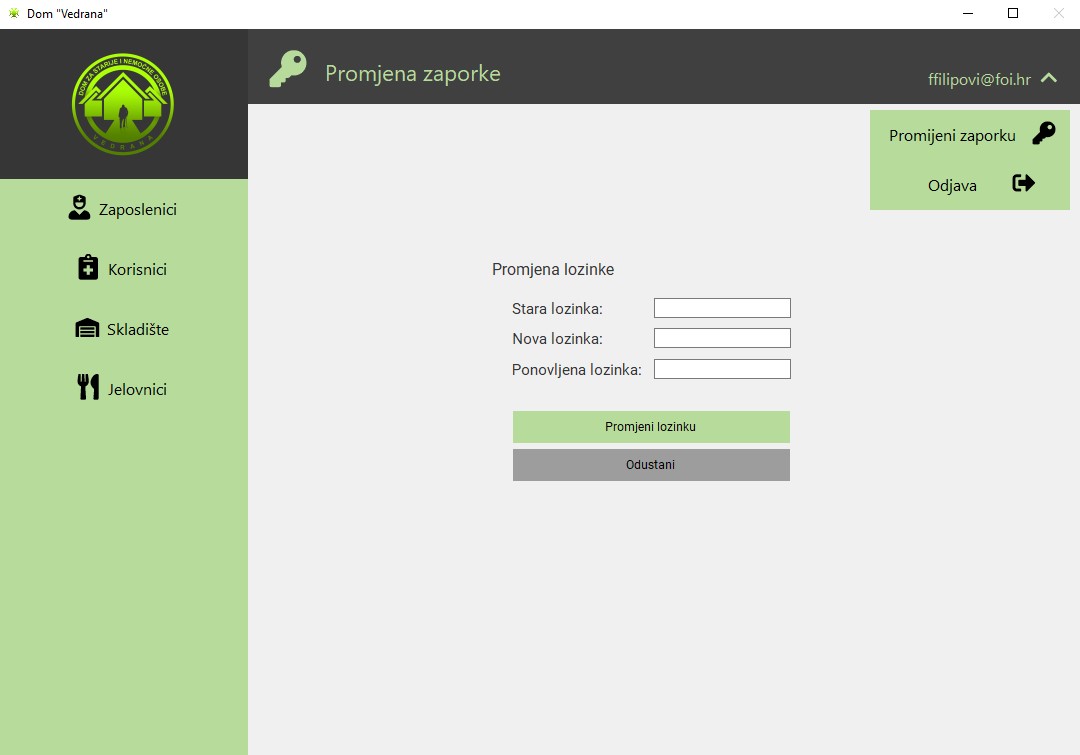 Dom "Vedrana"
DOM ZA STARIJE I NEMOĆNE OSOBE
VEDRANA
Promjena zaporke
ffilipovi@foi.hr
Promijeni zaporku
Odjava
Zaposlenici
Korisnici
Skladište
Jelovnici
Promjena lozinke
Stara lozinka:
Nova lozinka:
Ponovljena lozinka:
Promjeni lozinku
Odustani